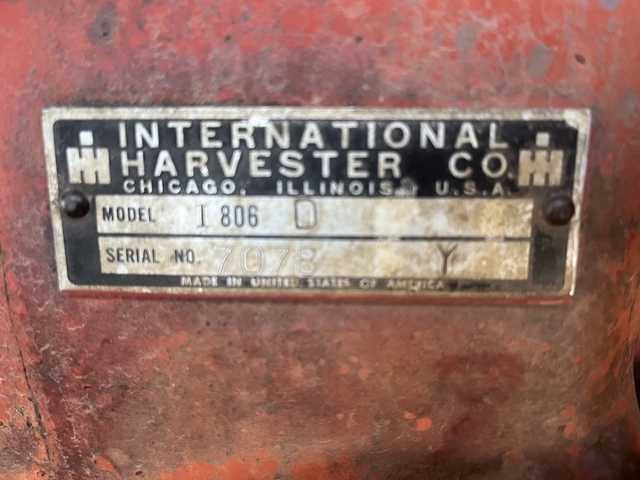 INTERNATIONAL
HARVESTER CO.
CHICAGO, ILLINOIS, U.S.A.
MODEL I 806 D
SERIAL NO. 7078 Y
MADE IN UNITED STATES OF AMERICA